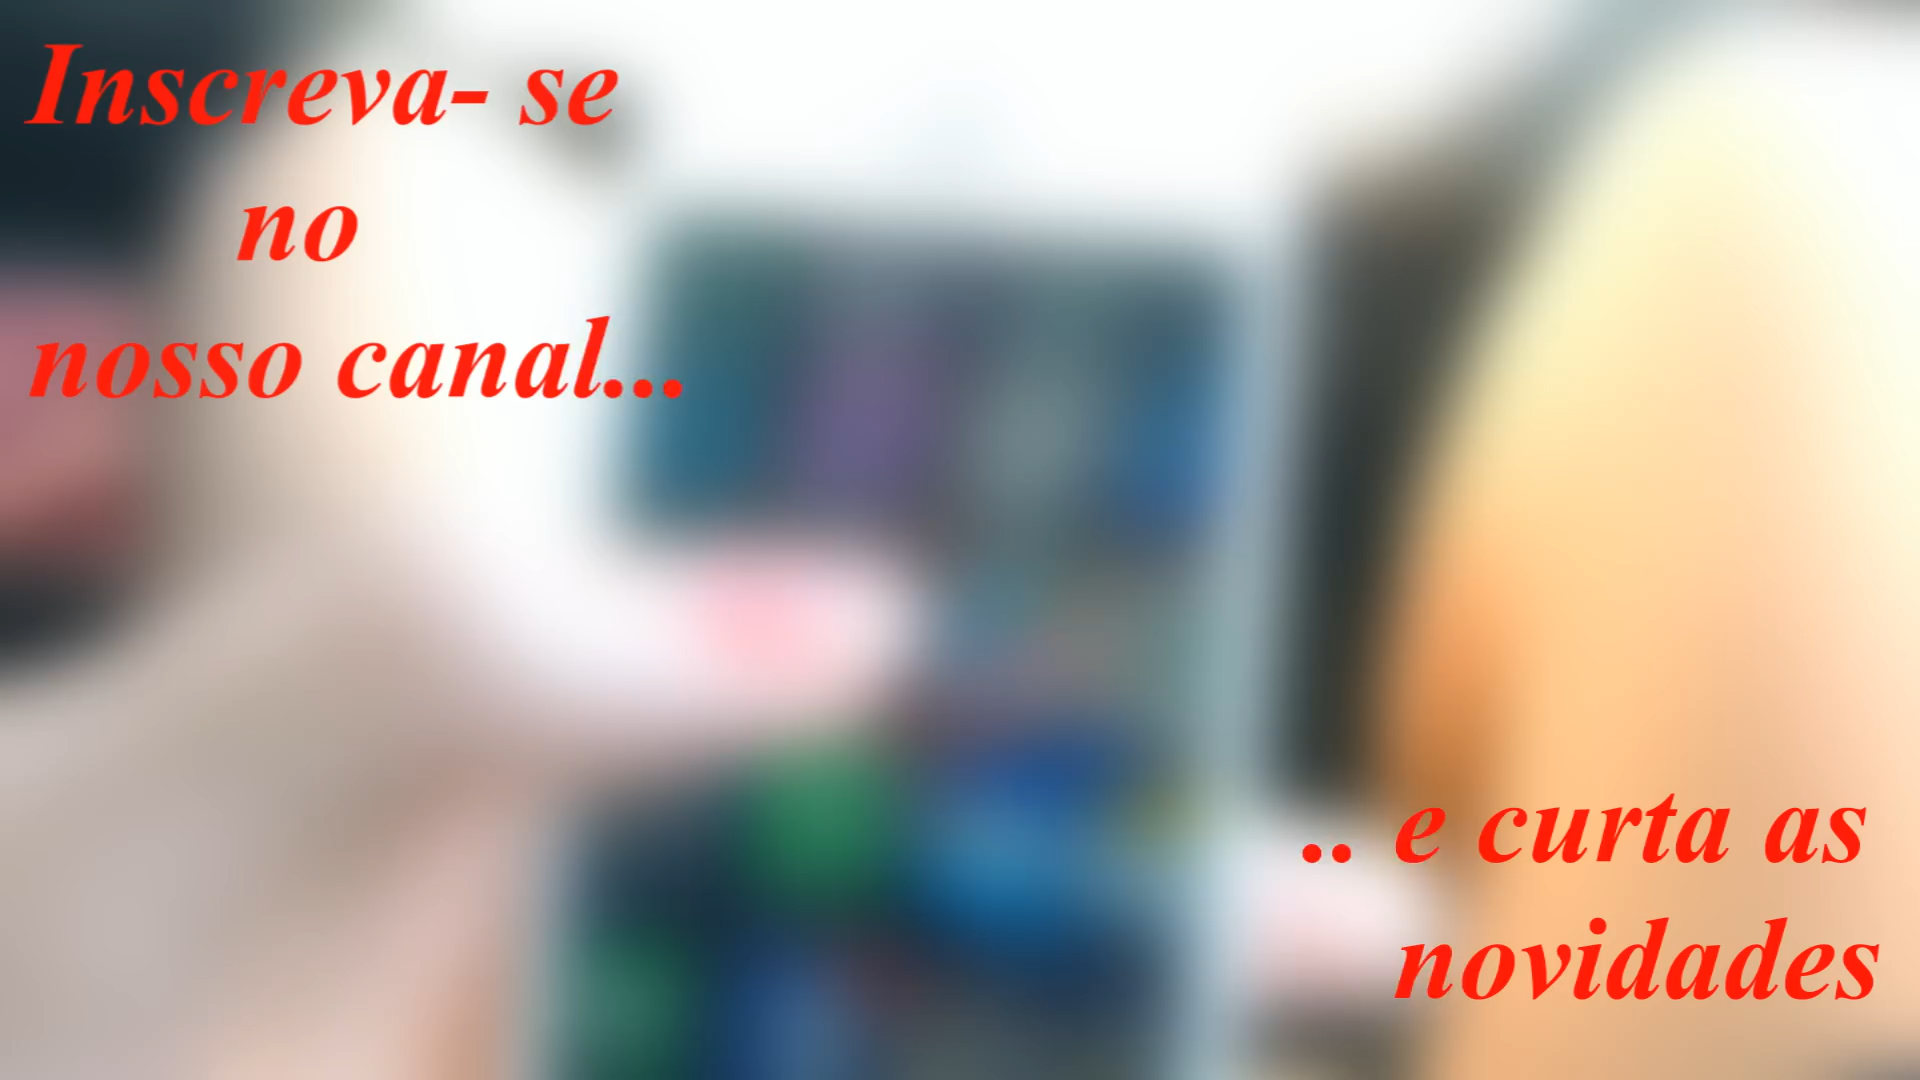 Inscreva- se
no
nosso canal...
.. e curta as
novidades